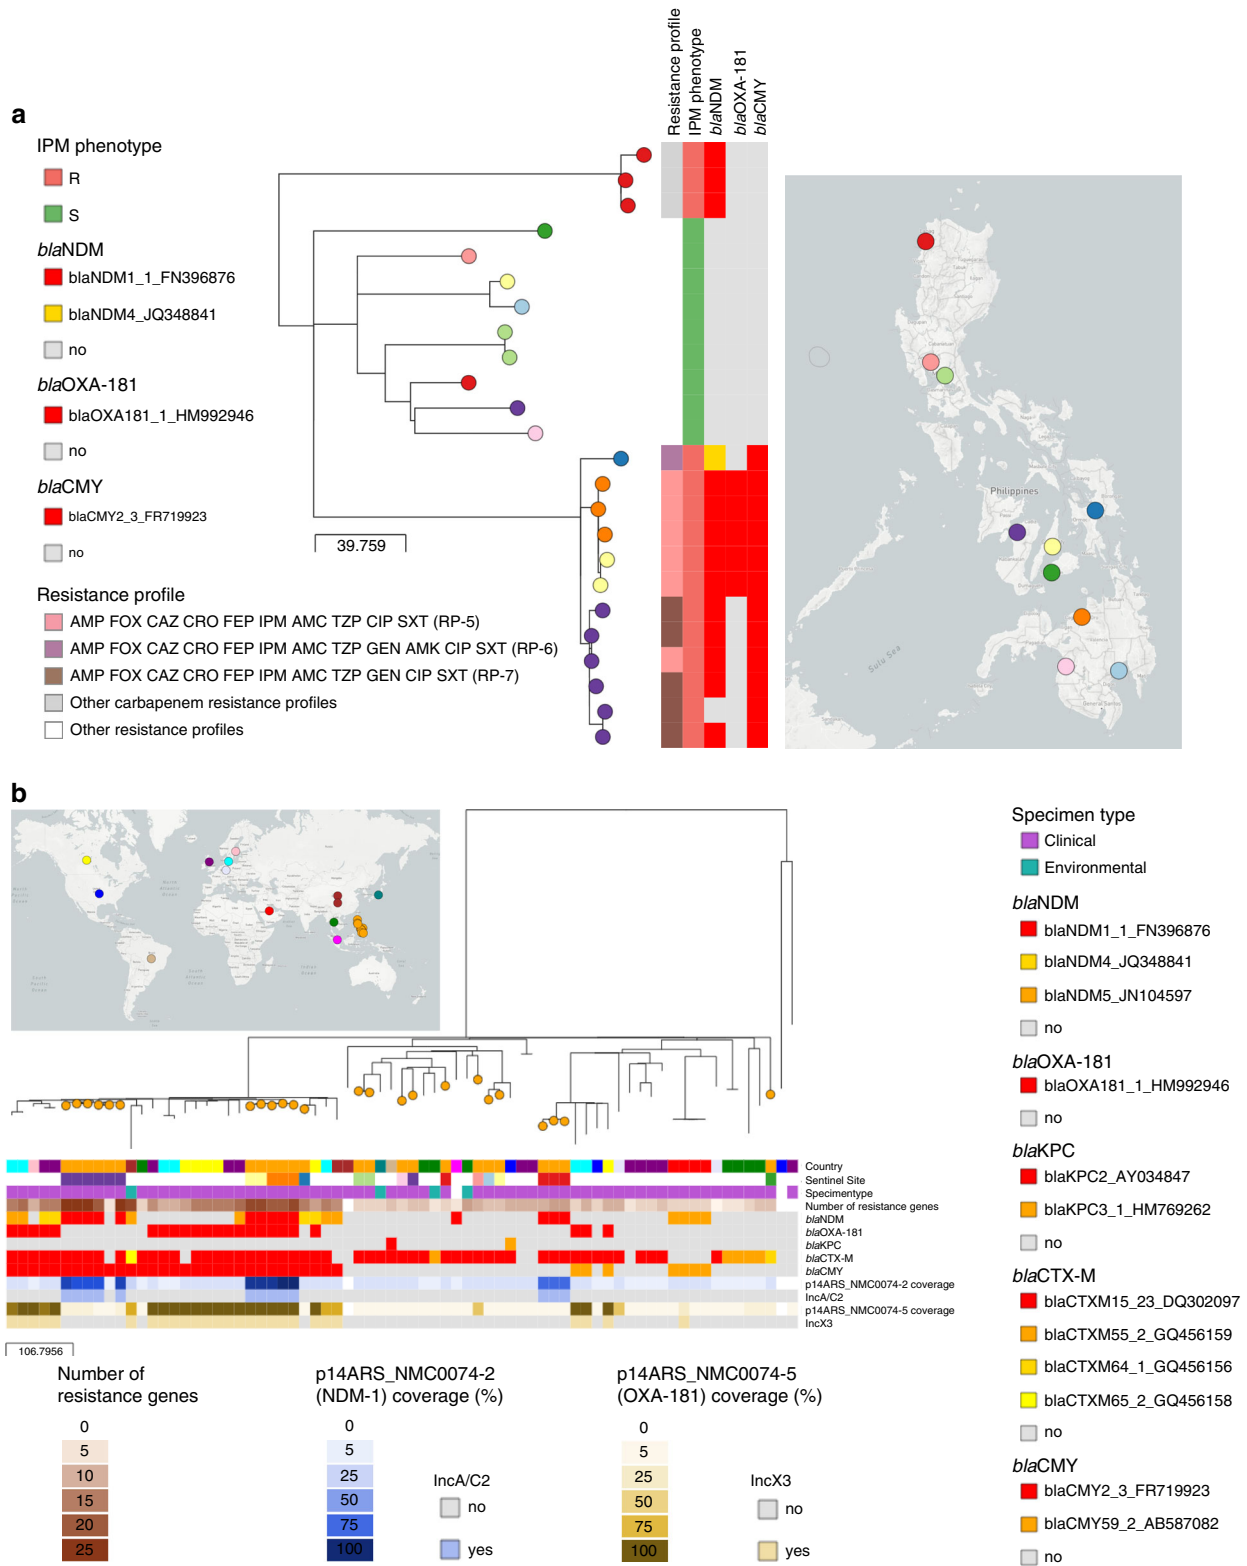 a
Resistance profile
IPM phenotype
blaNDM
blaOXA-181
blaCMY
IPM phenotype
R
S
blaNDM
blaNDM1_1_FN396876
blaNDM4_JQ348841
no
blaOXA-181
blaOXA181_1_HM992946
no
blaCMY
blaCMY2_3_FR719923
no
39.759
Resistance profile
AMP FOX CAZ CRO FEP IPM AMC TZP CIP SXT (RP-5)
AMP FOX CAZ CRO FEP IPM AMC TZP GEN AMK CIP SXT (RP-6)
AMP FOX CAZ CRO FEP IPM AMC TZP GEN CIP SXT (RP-7)
Other carbapenem resistance profiles
Other resistance profiles
Philippines
Sulu Sea
b
Country
Sentinel Site
Specimentype
Number of resistance genes
blaNDM
blaOXA-181
blaKPC
blaCTX-M
blaCMY
p14ARS_NMC0074-2 coverage
IncA/C2
p14ARS_NMC0074-5 coverage
IncX3
106.7956
Number of
resistance genes
0
5
10
15
20
25
p14ARS_NMC0074-2
(NDM-1) coverage (%)
0
5
25
50
75
100
IncA/C2
no
yes
p14ARS_NMC0074-5
(OXA-181) coverage (%)
0
5
25
50
75
100
IncX3
no
yes
Specimen type
Clinical
Environmental
blaNDM
blaNDM1_1_FN396876
blaNDM4_JQ348841
blaNDM5_JN104597
no
blaOXA-181
blaOXA181_1_HM992946
no
blaKPC
blaKPC2_AY034847
blaKPC3_1_HM769262
no
blaCTX-M
blaCTXM15_23_DQ302097
blaCTXM55_2_GQ456159
blaCTXM64_1_GQ456156
blaCTXM65_2_GQ456158
no
blaCMY
blaCMY2_3_FR719923
blaCMY59_2_AB587082
no